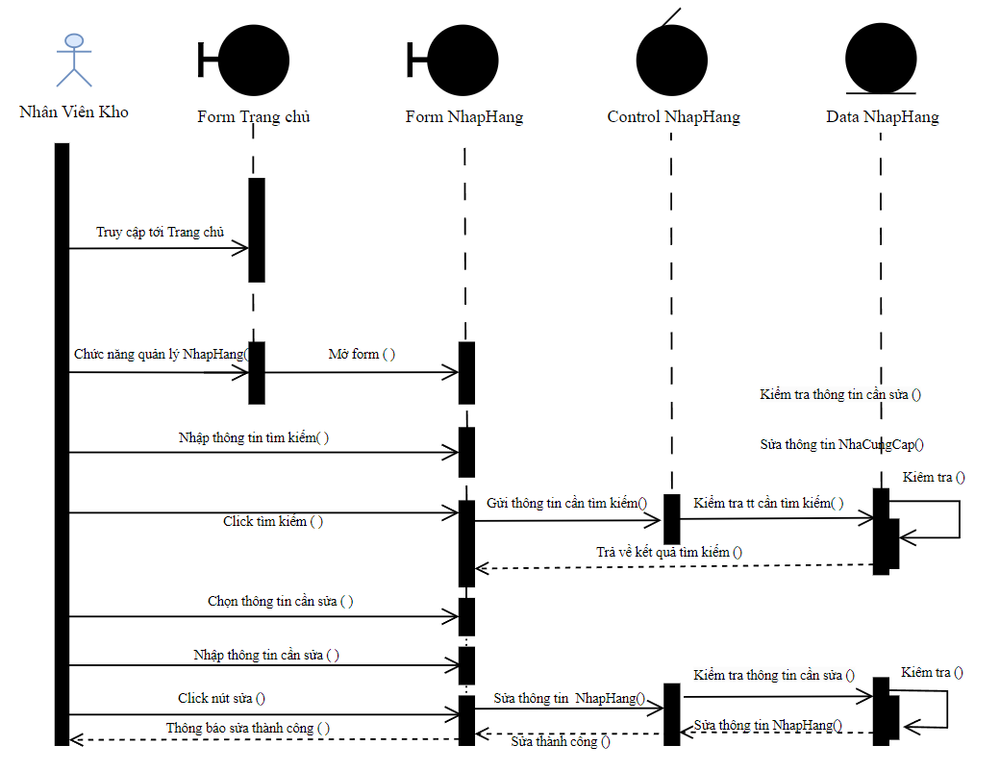 Nhân Viên Kho
Form Trang chủ
Form NhapHang
Control NhapHang
Data NhapHang
Truy cập tới Trang chủ
Chức năng quản lý NhapHang(
Mở form ( )
Kiểm tra thông tin cần sửa ()
Nhập thông tin tìm kiếm( )
Sửa thông tin NhaCungCap()
Kiêm tra ()
Gửi thông tin cần tìm kiếm()
Kiểm tra tt cần tìm kiếm( )
Click tìm kiếm ( )
Trả về kết quả tìm kiếm ()
Chọn thông tin cần sửa ( )
Nhập thông tin cần sửa ( )
Kiểm tra thông tin cần sửa ()
Kiêm tra ()
Click nút sửa ()
Sửa thông tin NhapHang()
Thông báo sửa thành công ( )
Sửa thông tin NhapHang()
Sửa thành công ()